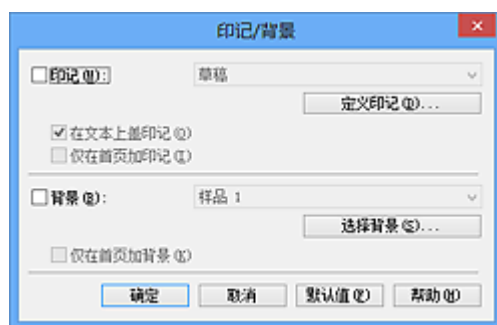 印记/背景
印记(W): 草稿
定义印记(D)...
在文本上盖印记(O)
仅在首页加印记(I)
背景(B): 样品 1
选择背景(S)...
仅在首页加背景(K)
确定 取消 默认值(F) 帮助(H)